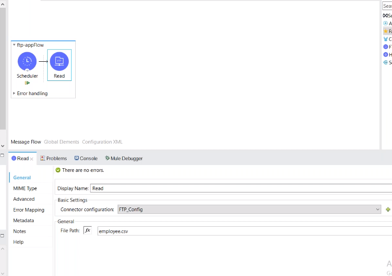 Sear
ftp-appFlow
Scheduler
Read
Error handling
Message Flow Global Elements Configuration XML
Read Problems Console Mule Debugger
There are no errors.
General
MIME Type
Advanced
Error Mapping
Metadata
Notes
Help
Display Name: Read
Basic Settings
Connector configuration: FTP_Config
General
File Path: fx employee.csv